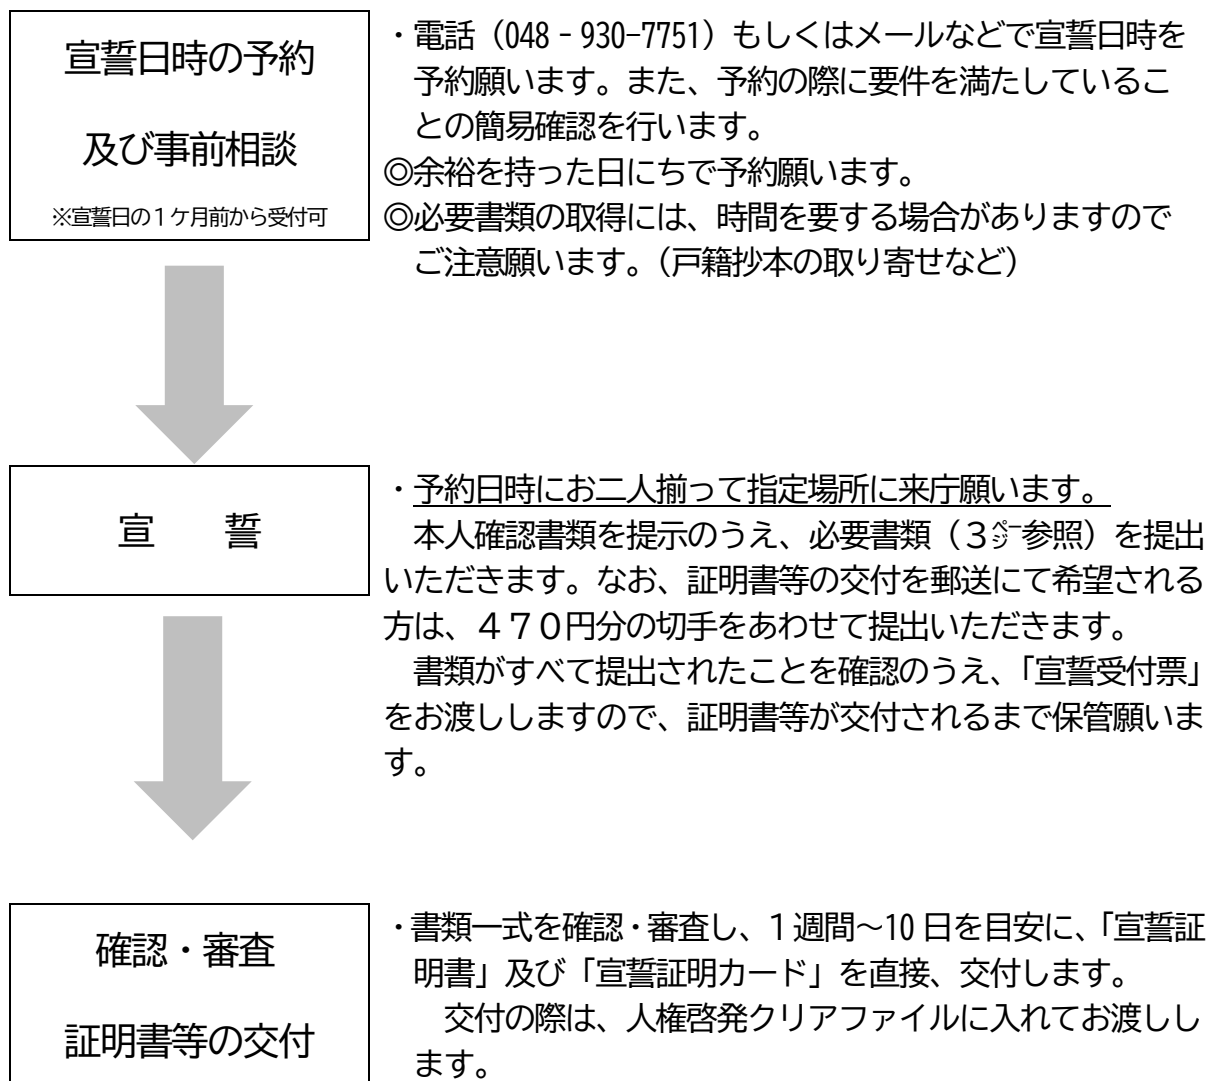 宣誓日時の予約
及び事前相談
※宣誓日の１ケ月前から受付可
・電話（048‐930−7751）もしくはメールなどで宣誓日時を
予約願います。また、予約の際に要件を満たしているこ
との簡易確認を行います。
◎余裕を持った日にちで予約願います。
◎必要書類の取得には、時間を要する場合がありますので
ご注意願います。（戸籍抄本の取り寄せなど）
宣　　誓
・予約日時にお二人揃って指定場所に来庁願います。
本人確認書類を提示のうえ、必要書類（３㌻参照）を提出
いただきます。なお、証明書等の交付を郵送にて希望される
方は、４７０円分の切手をあわせて提出いただきます。
書類がすべて提出されたことを確認のうえ、「宣誓受付票」
をお渡ししますので、証明書等が交付されるまで保管願いま
す。
確認・審査
証明書等の交付
・書類一式を確認・審査し、１週間～10日を目安に、「宣誓証
明書」及び「宣誓証明カード」を直接、交付します。
交付の際は、人権啓発クリアファイルに入れてお渡しし
ます。